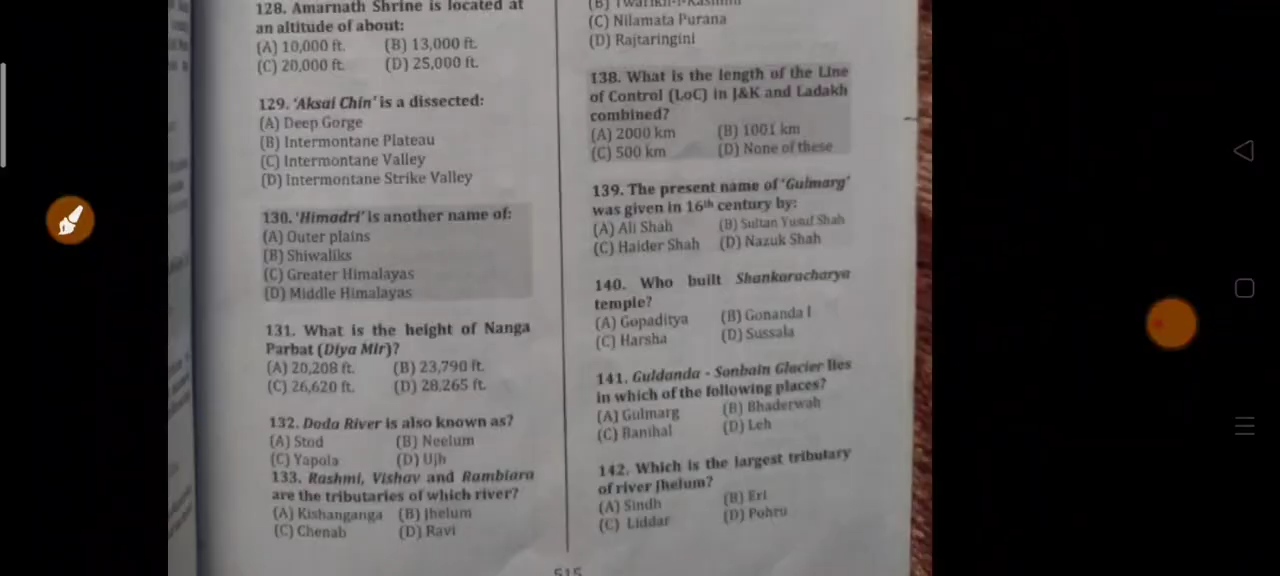 128. Amarnath Shrine is located at
an altitude of about:
(A) 10,000 ft. (B) 13,000 ft.
(C) 20,000 ft. (D) 25,000 ft.
129. 'Aksai Chin' is a dissected:
(A) Deep Gorge
(B) Intermontane Plateau
(C) Intermontane Valley
(D) Intermontane Strike Valley
130. 'Himadri' is another name of:
(A) Outer plains
(B) Shiwaliks
(C) Greater Himalayas
(D) Middle Himalayas
131. What is the height of Nanga
Parbat (Diya Mir)?
(A) 20,208 ft. (B) 23,790 ft.
(C) 26,620 ft. (D) 28,265 ft.
132. Doda River is also known as?
(A) Stod (B) Neelum
(C) Yapola (D) Ujh
133. Rashmi, Vishav and Rambiara
are the tributaries of which river?
(A) Kishanganga (B) Jhelum
(C) Chenab (D) Ravi
(C) Nilamata Purana
(D) Rajtaringini
138. What is the length of the Line
of Control (LoC) in J&K and Ladakh
combined?
(A) 2000 km (B) 1001 km
(C) 500 km (D) None of these
139. The present name of 'Gulmarg'
was given in 16th century by:
(A) Ali Shah (B) Sultan Yusuf Shah
(C) Haider Shah (D) Nazuk Shah
140. Who built Shankaracharya
temple?
(A) Gopaditya (B) Gonanda I
(C) Harsha (D) Sussala
141. Guldanda - Sonbain Glacier lies
in which of the following places?
(A) Gulmarg (B) Bhaderwah
(C) Banihal (D) Leh
142. Which is the largest tributary
of river Jhelum?
(A) Sindh (B) Eri
(C) Liddar (D) Pohru
515